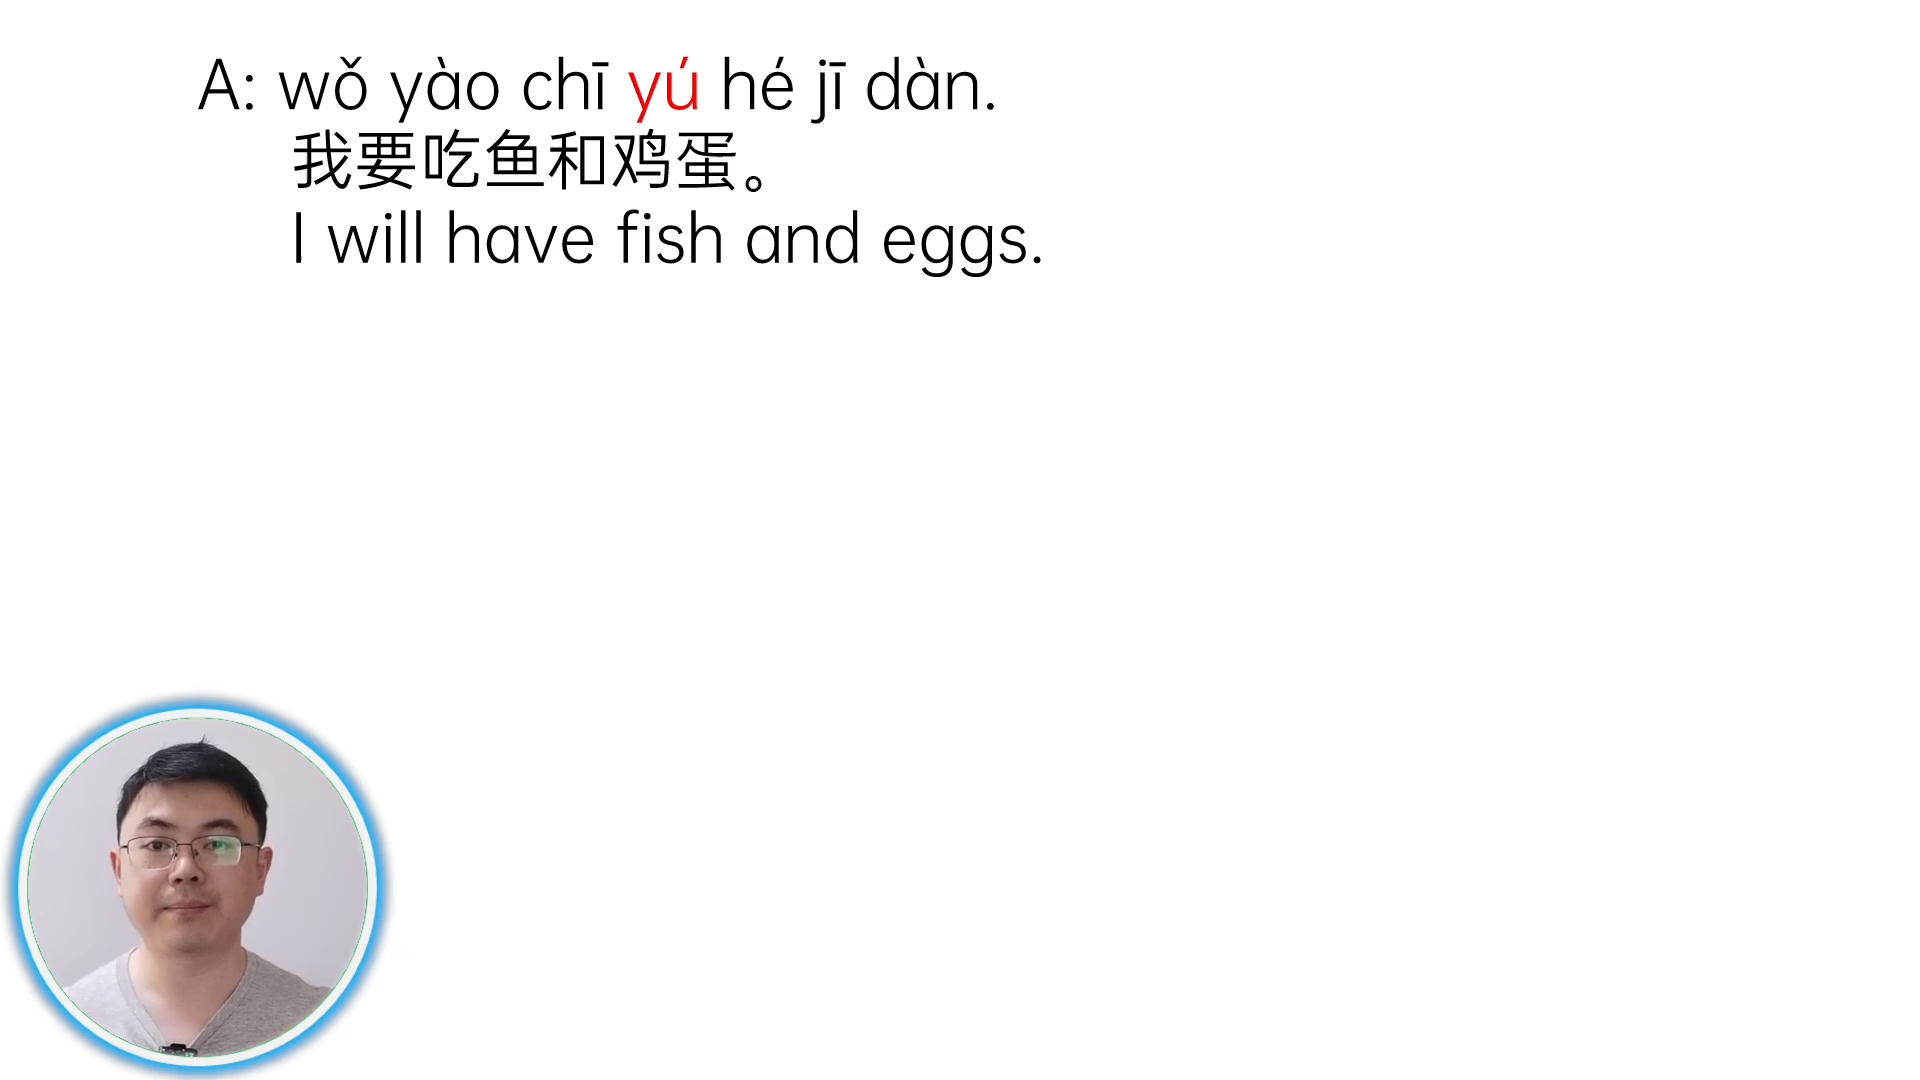 A: wǒ yào chī yú hé jī dàn.
我要吃鱼和鸡蛋。
I will have fish and eggs.